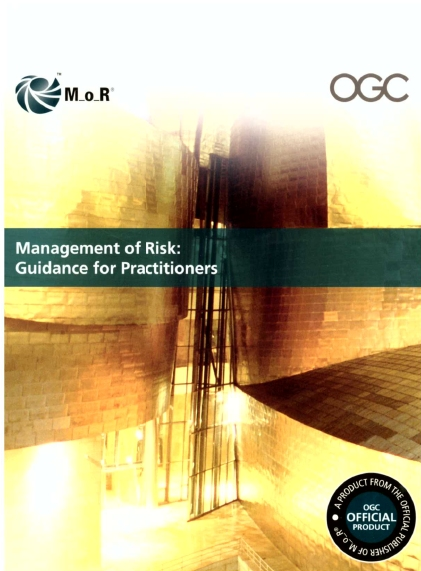 M_o_R®
OGC
Management of Risk:
Guidance for Practitioners
A PRODUCT FROM THE OFFICIAL PUBLISHER OF M_o_R®
OGC
OFFICIAL
PRODUCT